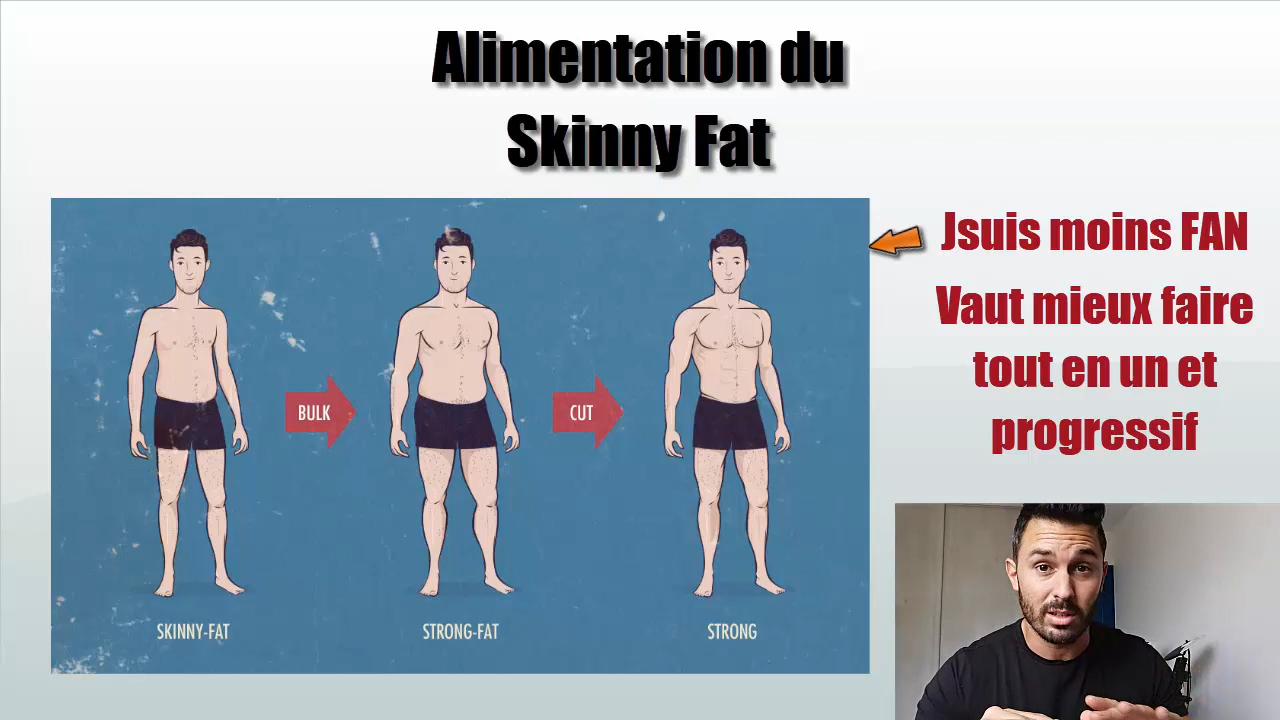 Alimentation du
Skinny Fat
Jsuis moins FAN
Vaut mieux faire
tout en un et
progressif
BULK
CUT
SKINNY-FAT
STRONG-FAT
STRONG